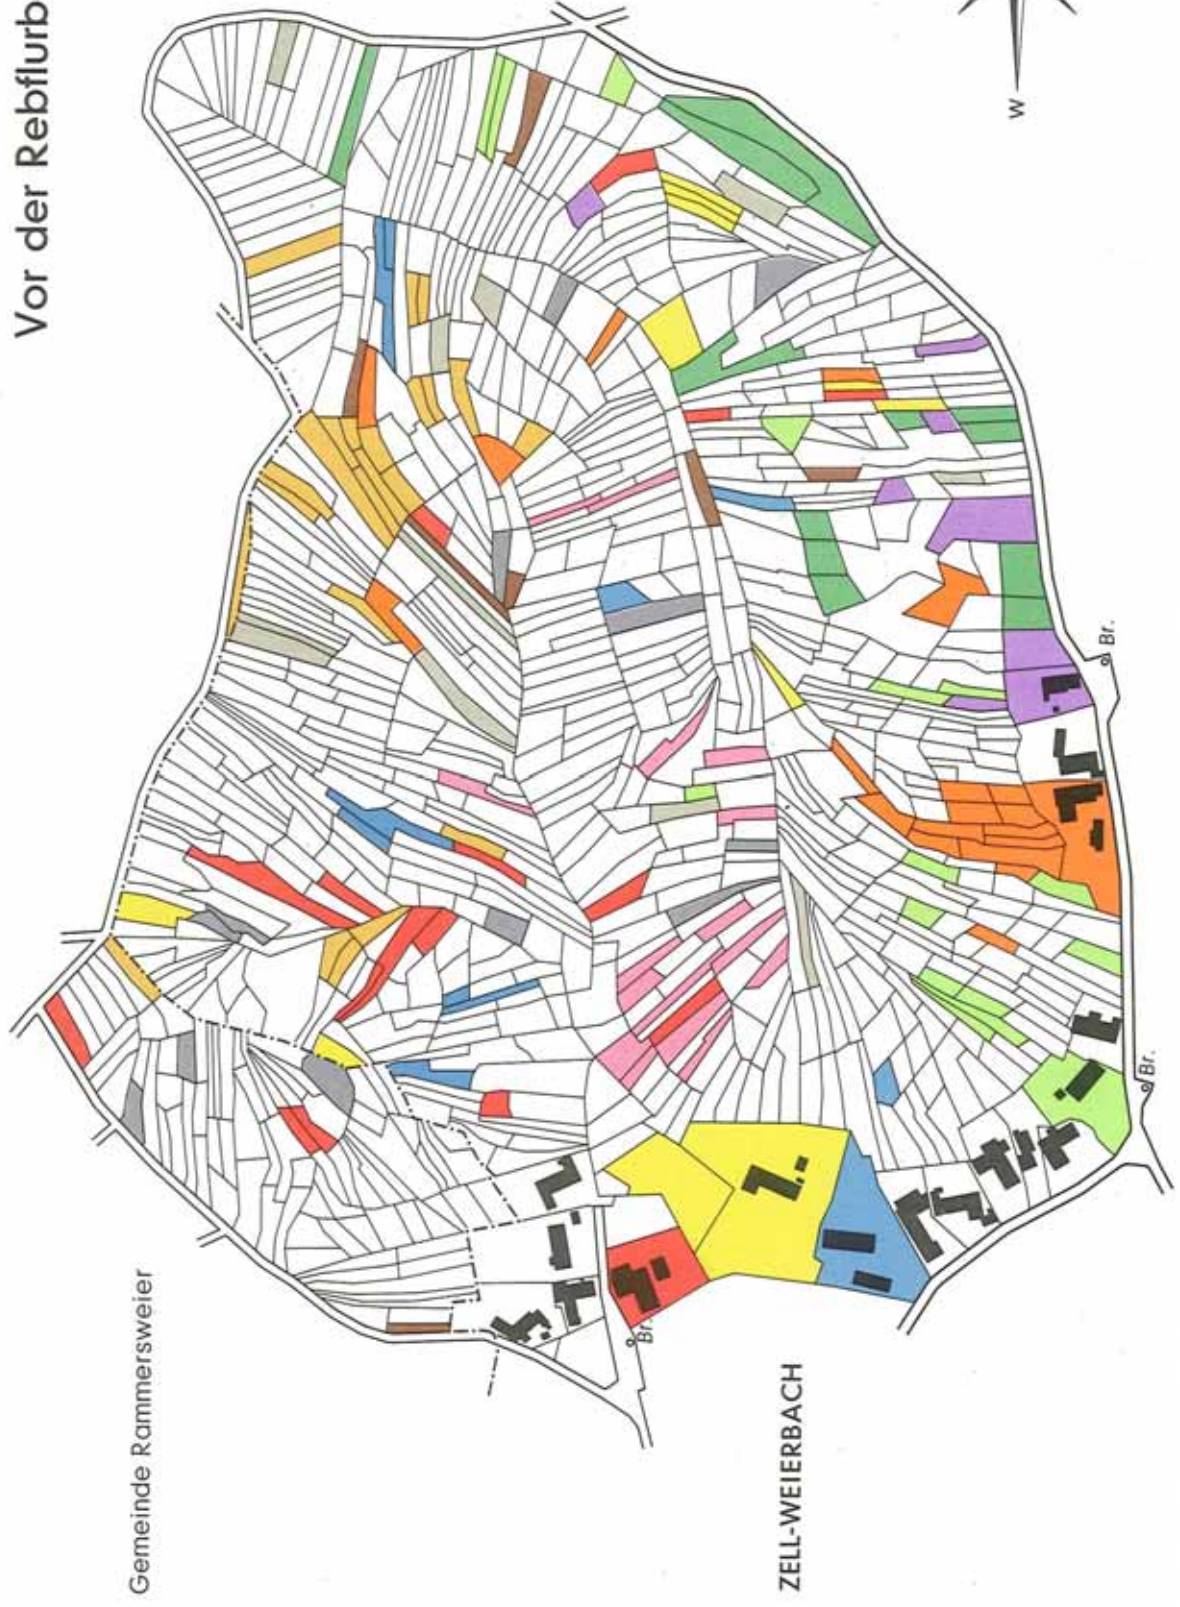 Vor der Rebflurb
W
Gemeinde Rammersweier
Br.
Br.
Br.
ZELL-WEIERBACH